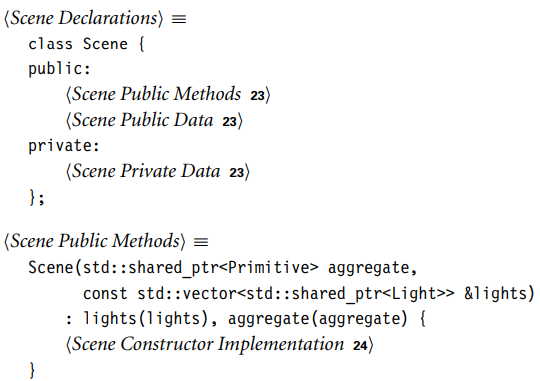 ⟨Scene Declarations⟩ ≡
class Scene {
public:
⟨Scene Public Methods 23⟩
⟨Scene Public Data 23⟩
private:
⟨Scene Private Data 23⟩
};
⟨Scene Public Methods⟩ ≡
Scene(std::shared_ptr<Primitive> aggregate,
const std::vector<std::shared_ptr<Light>> &lights)
: lights(lights), aggregate(aggregate) {
⟨Scene Constructor Implementation 24⟩
}